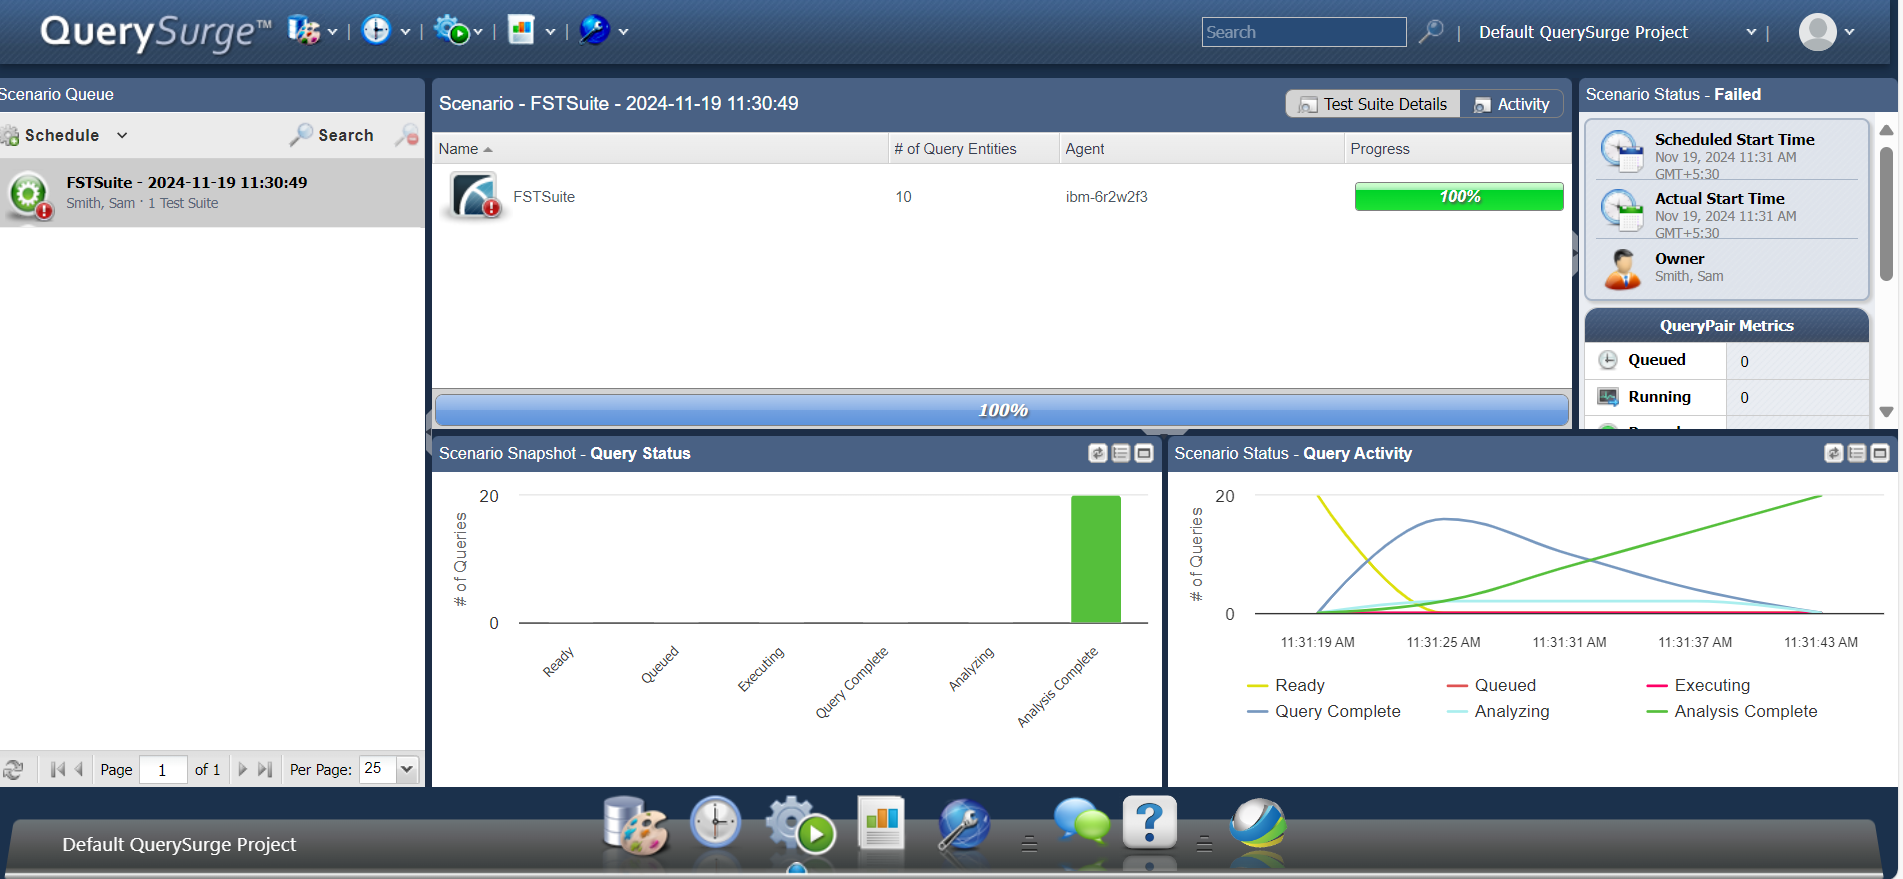 QuerySurge™
Search
Default QuerySurge Project
Scenario Queue
Schedule
Search
FSTSuite - 2024-11-19 11:30:49
Smith, Sam · 1 Test Suite
Page 1 of 1
Per Page: 25
Scenario - FSTSuite - 2024-11-19 11:30:49
Test Suite Details
Activity
Name
# of Query Entities
Agent
Progress
FSTSuite
10
ibm-6r2w2f3
100%
100%
Scenario Status - Failed
Scheduled Start Time
Nov 19, 2024 11:31 AM
GMT+5:30
Actual Start Time
Nov 19, 2024 11:31 AM
GMT+5:30
Owner
Smith, Sam
QueryPair Metrics
Queued 0
Running 0
Scenario Snapshot - Query Status
20
# of Queries
0
Ready
Queued
Executing
Query Complete
Analyzing
Analysis Complete
Scenario Status - Query Activity
20
# of Queries
0
11:31:19 AM
11:31:25 AM
11:31:31 AM
11:31:37 AM
11:31:43 AM
Ready
Queued
Executing
Query Complete
Analyzing
Analysis Complete
Default QuerySurge Project
?